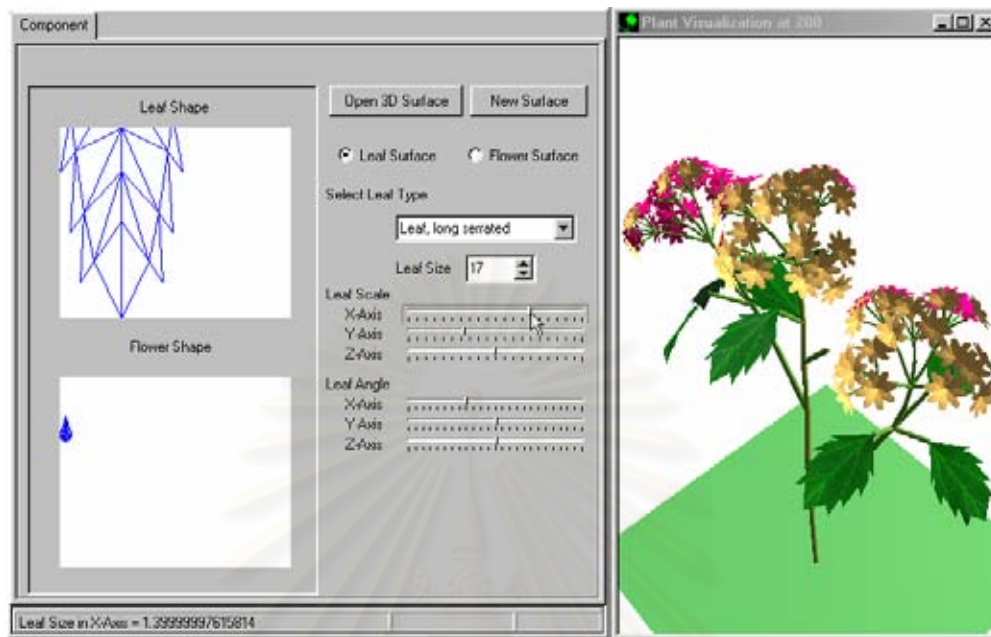 Component
Plant Visualization at 200
Leaf Shape
Open 3D Surface
New Surface
Leaf Surface
Flower Surface
Select Leaf Type
Leaf, long serrated
Leaf Size
17
Leaf Scale
X-Axis
Y-Axis
Z-Axis
Flower Shape
Leaf Angle
X-Axis
Y-Axis
Z-Axis
Leaf Size in X-Axis = 1.39999997615814